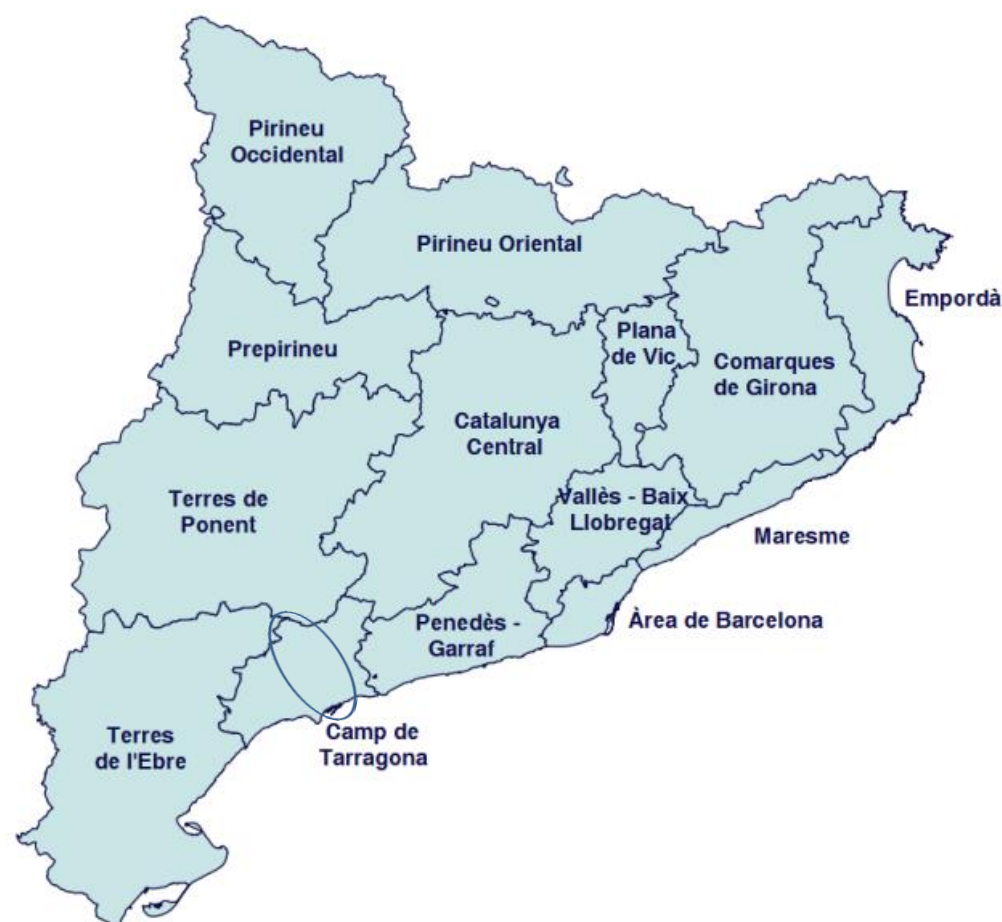 Pirineu
Occidental
Pirineu Oriental
Empordà
Prepirineu
Plana
de Vic
Comarques
de Girona
Catalunya
Central
Terres de
Ponent
Vallès - Baix
Llobregat
Maresme
Penedès -
Garraf
Àrea de Barcelona
Terres
de l'Ebre
Camp de
Tarragona